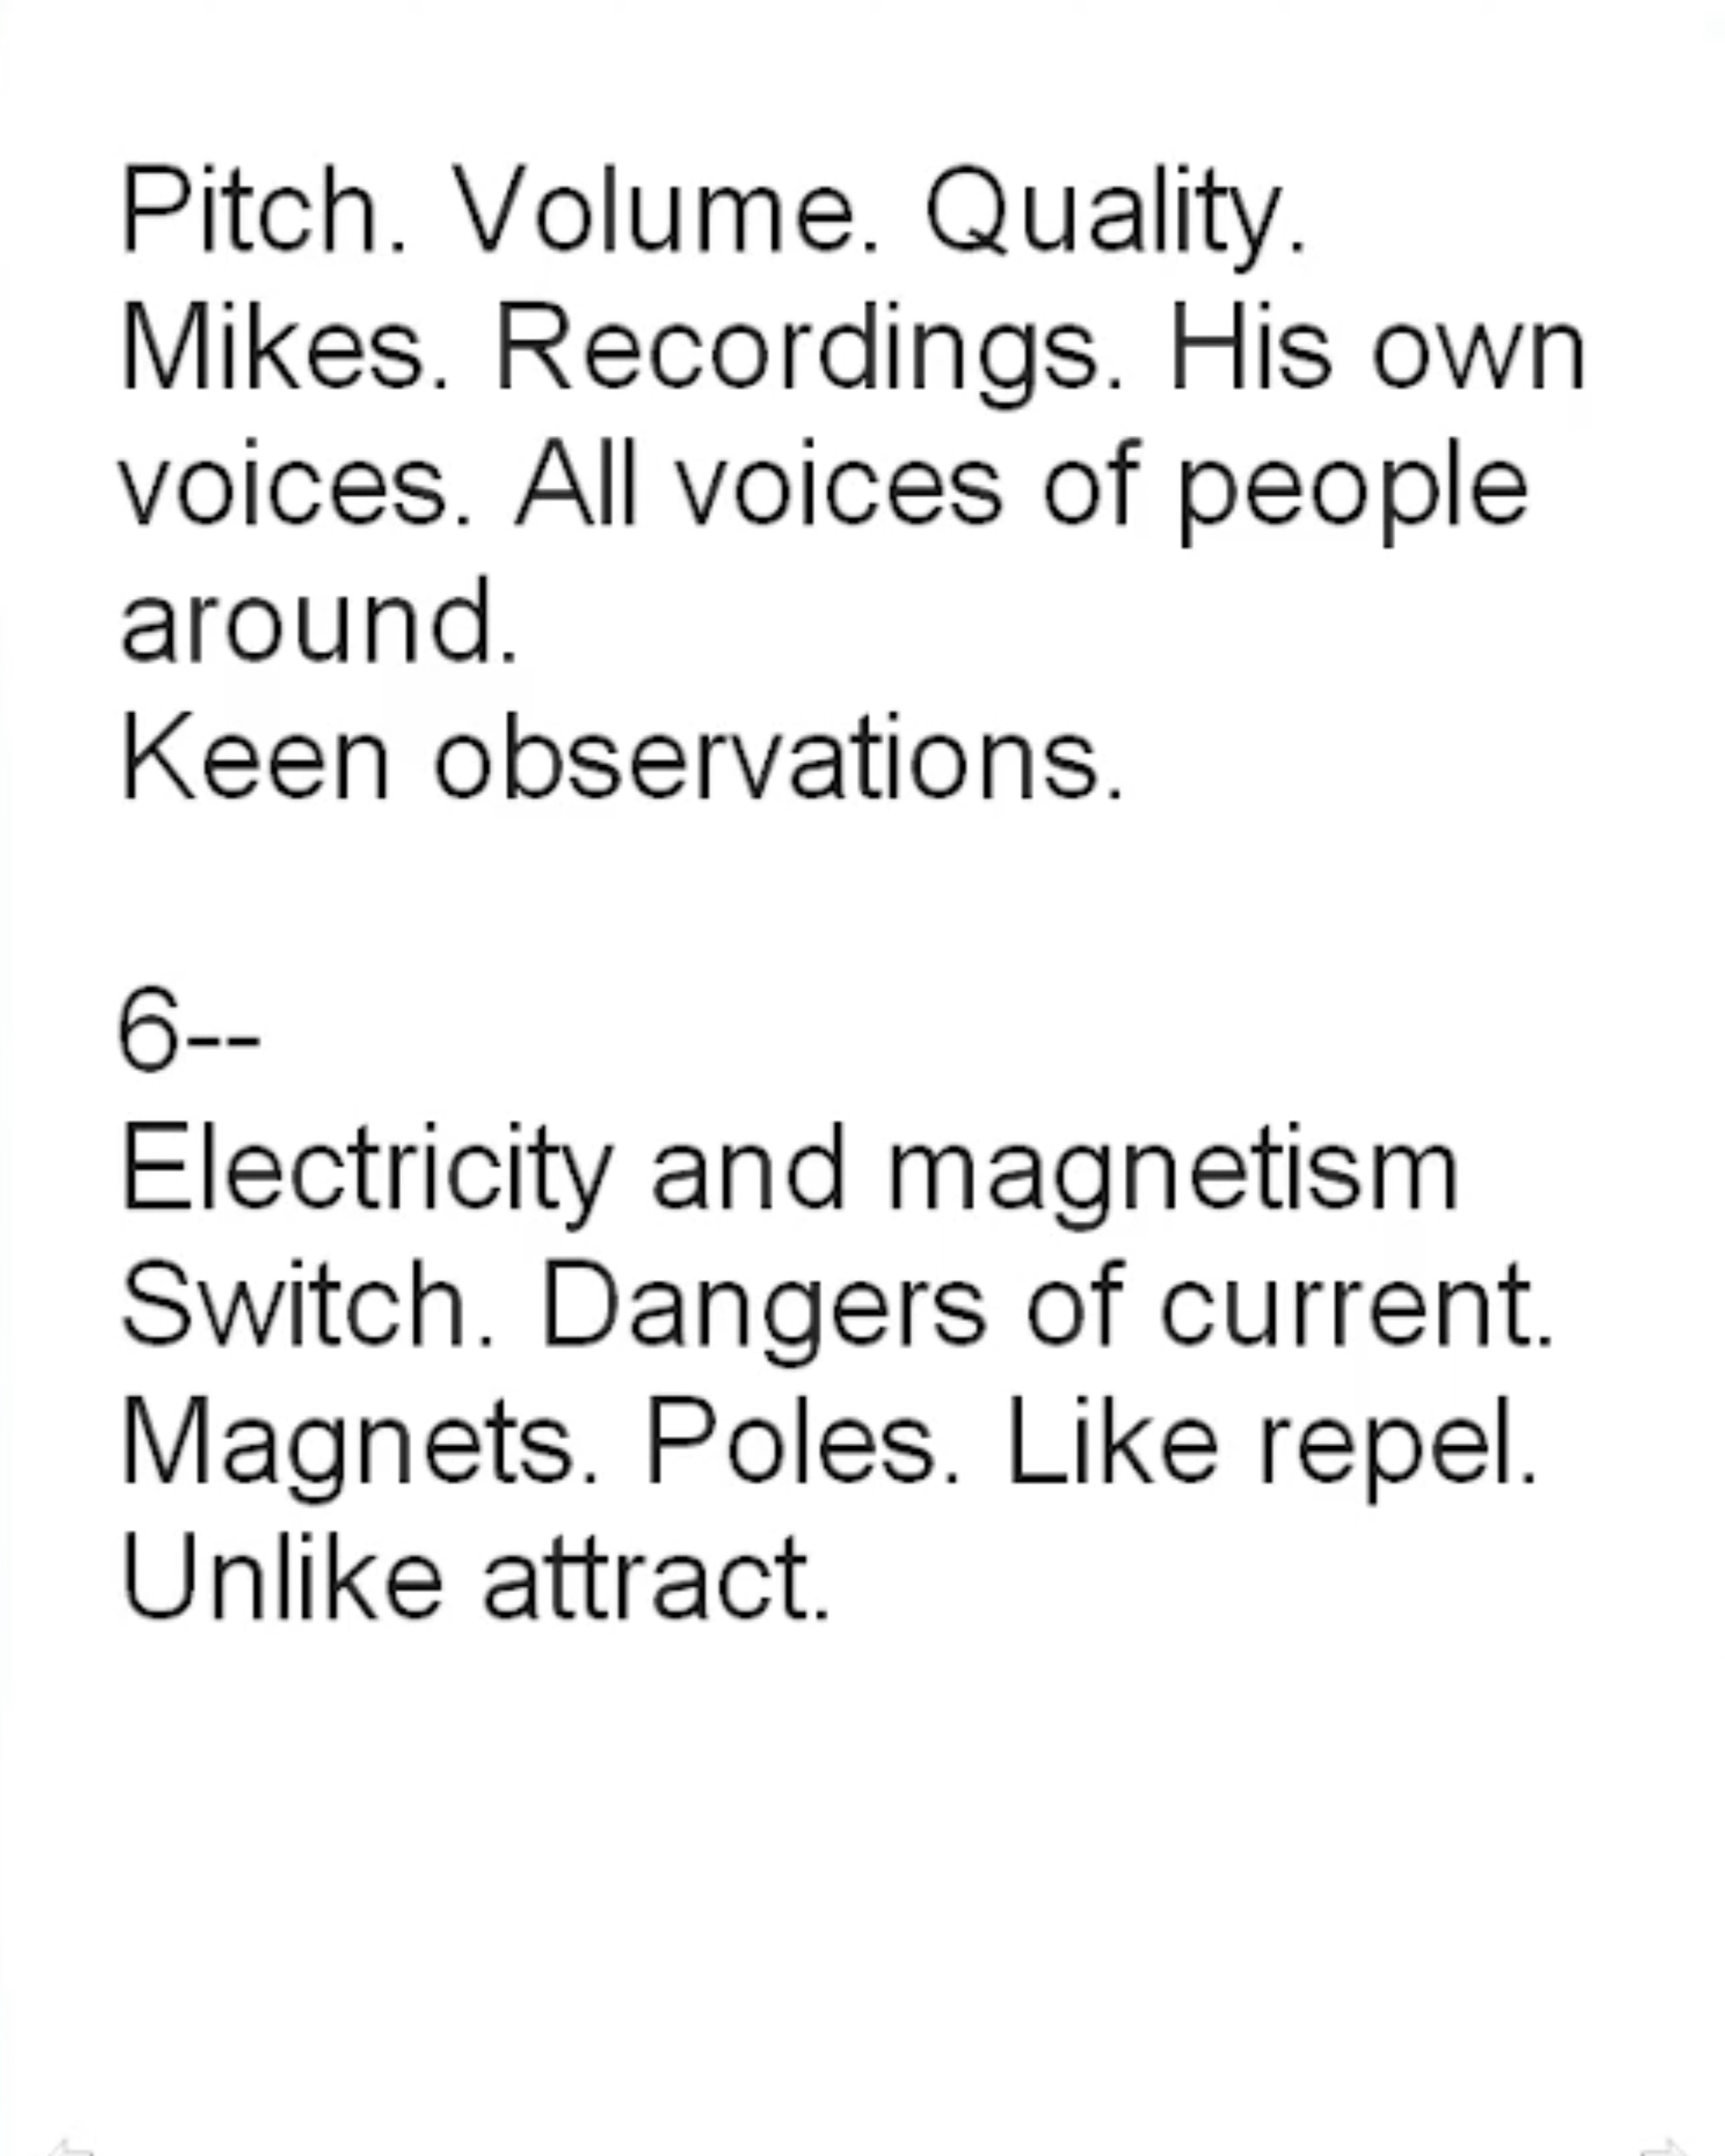 Pitch. Volume. Quality.
Mikes. Recordings. His own
voices. All voices of people
around.
Keen observations.
6--
Electricity and magnetism
Switch. Dangers of current.
Magnets. Poles. Like repel.
Unlike attract.